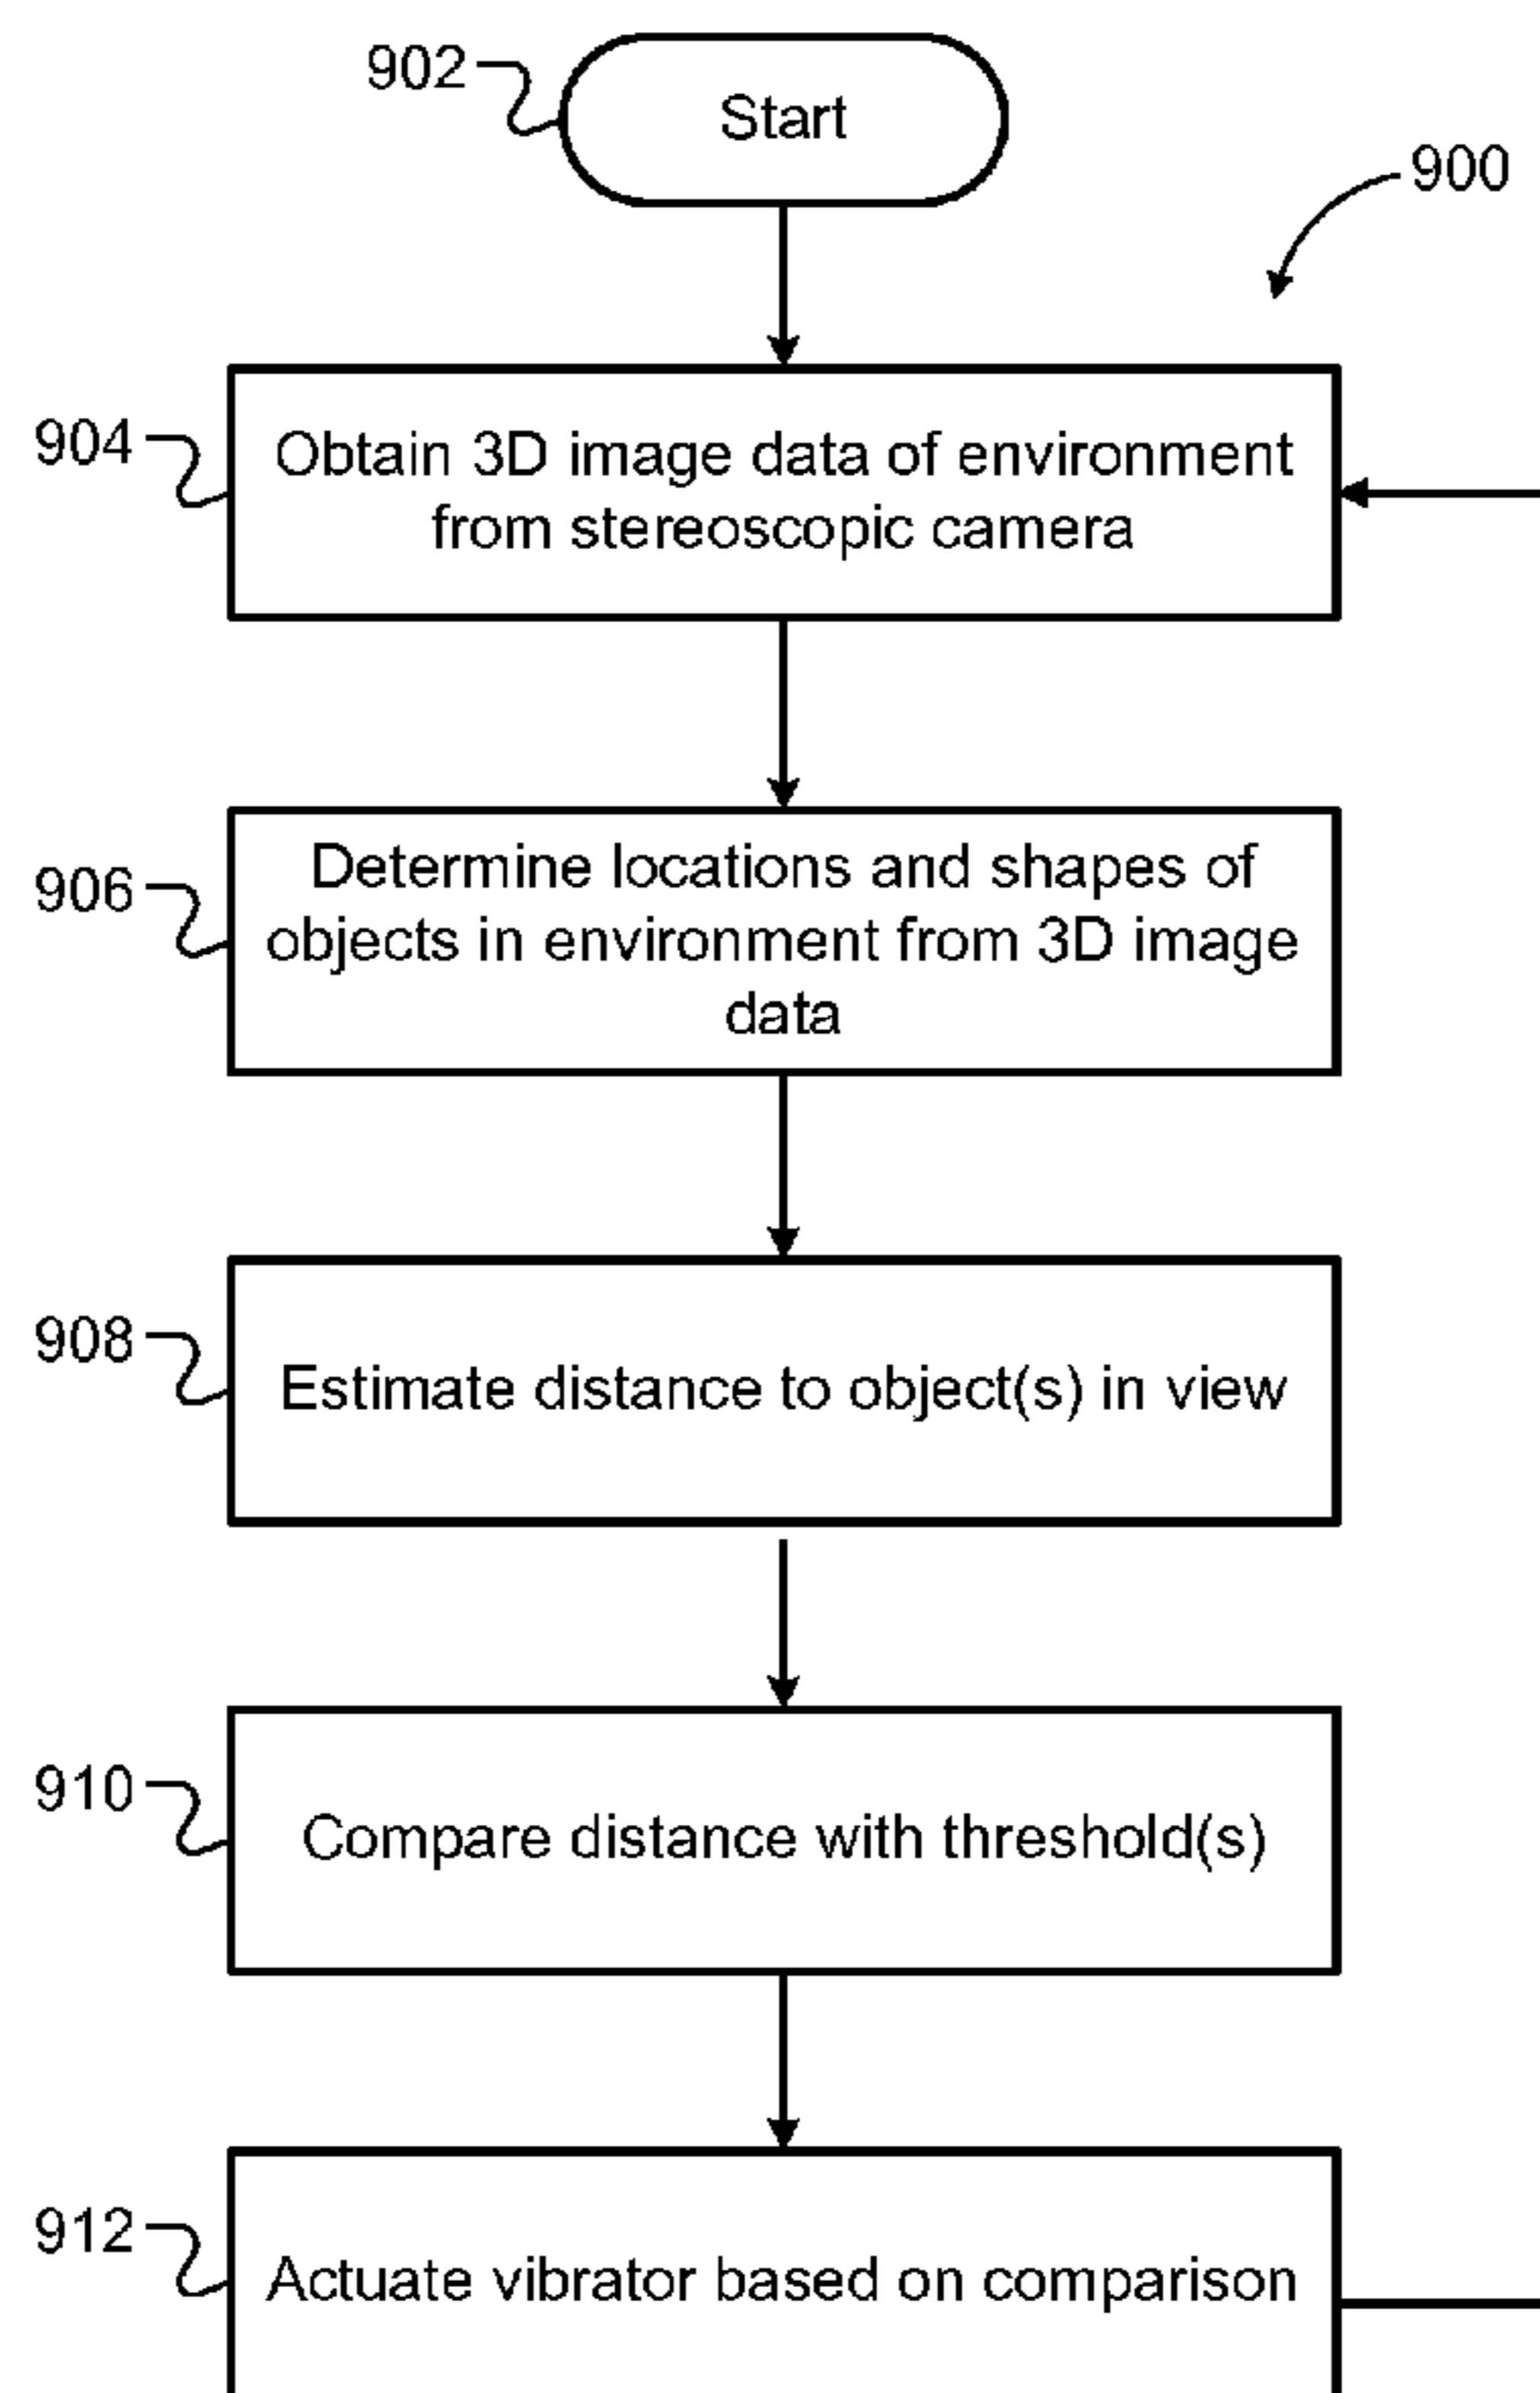 902
Start
900
904
Obtain 3D image data of environment
from stereoscopic camera
906
Determine locations and shapes of
objects in environment from 3D image
data
908
Estimate distance to object(s) in view
910
Compare distance with threshold(s)
912
Actuate vibrator based on comparison